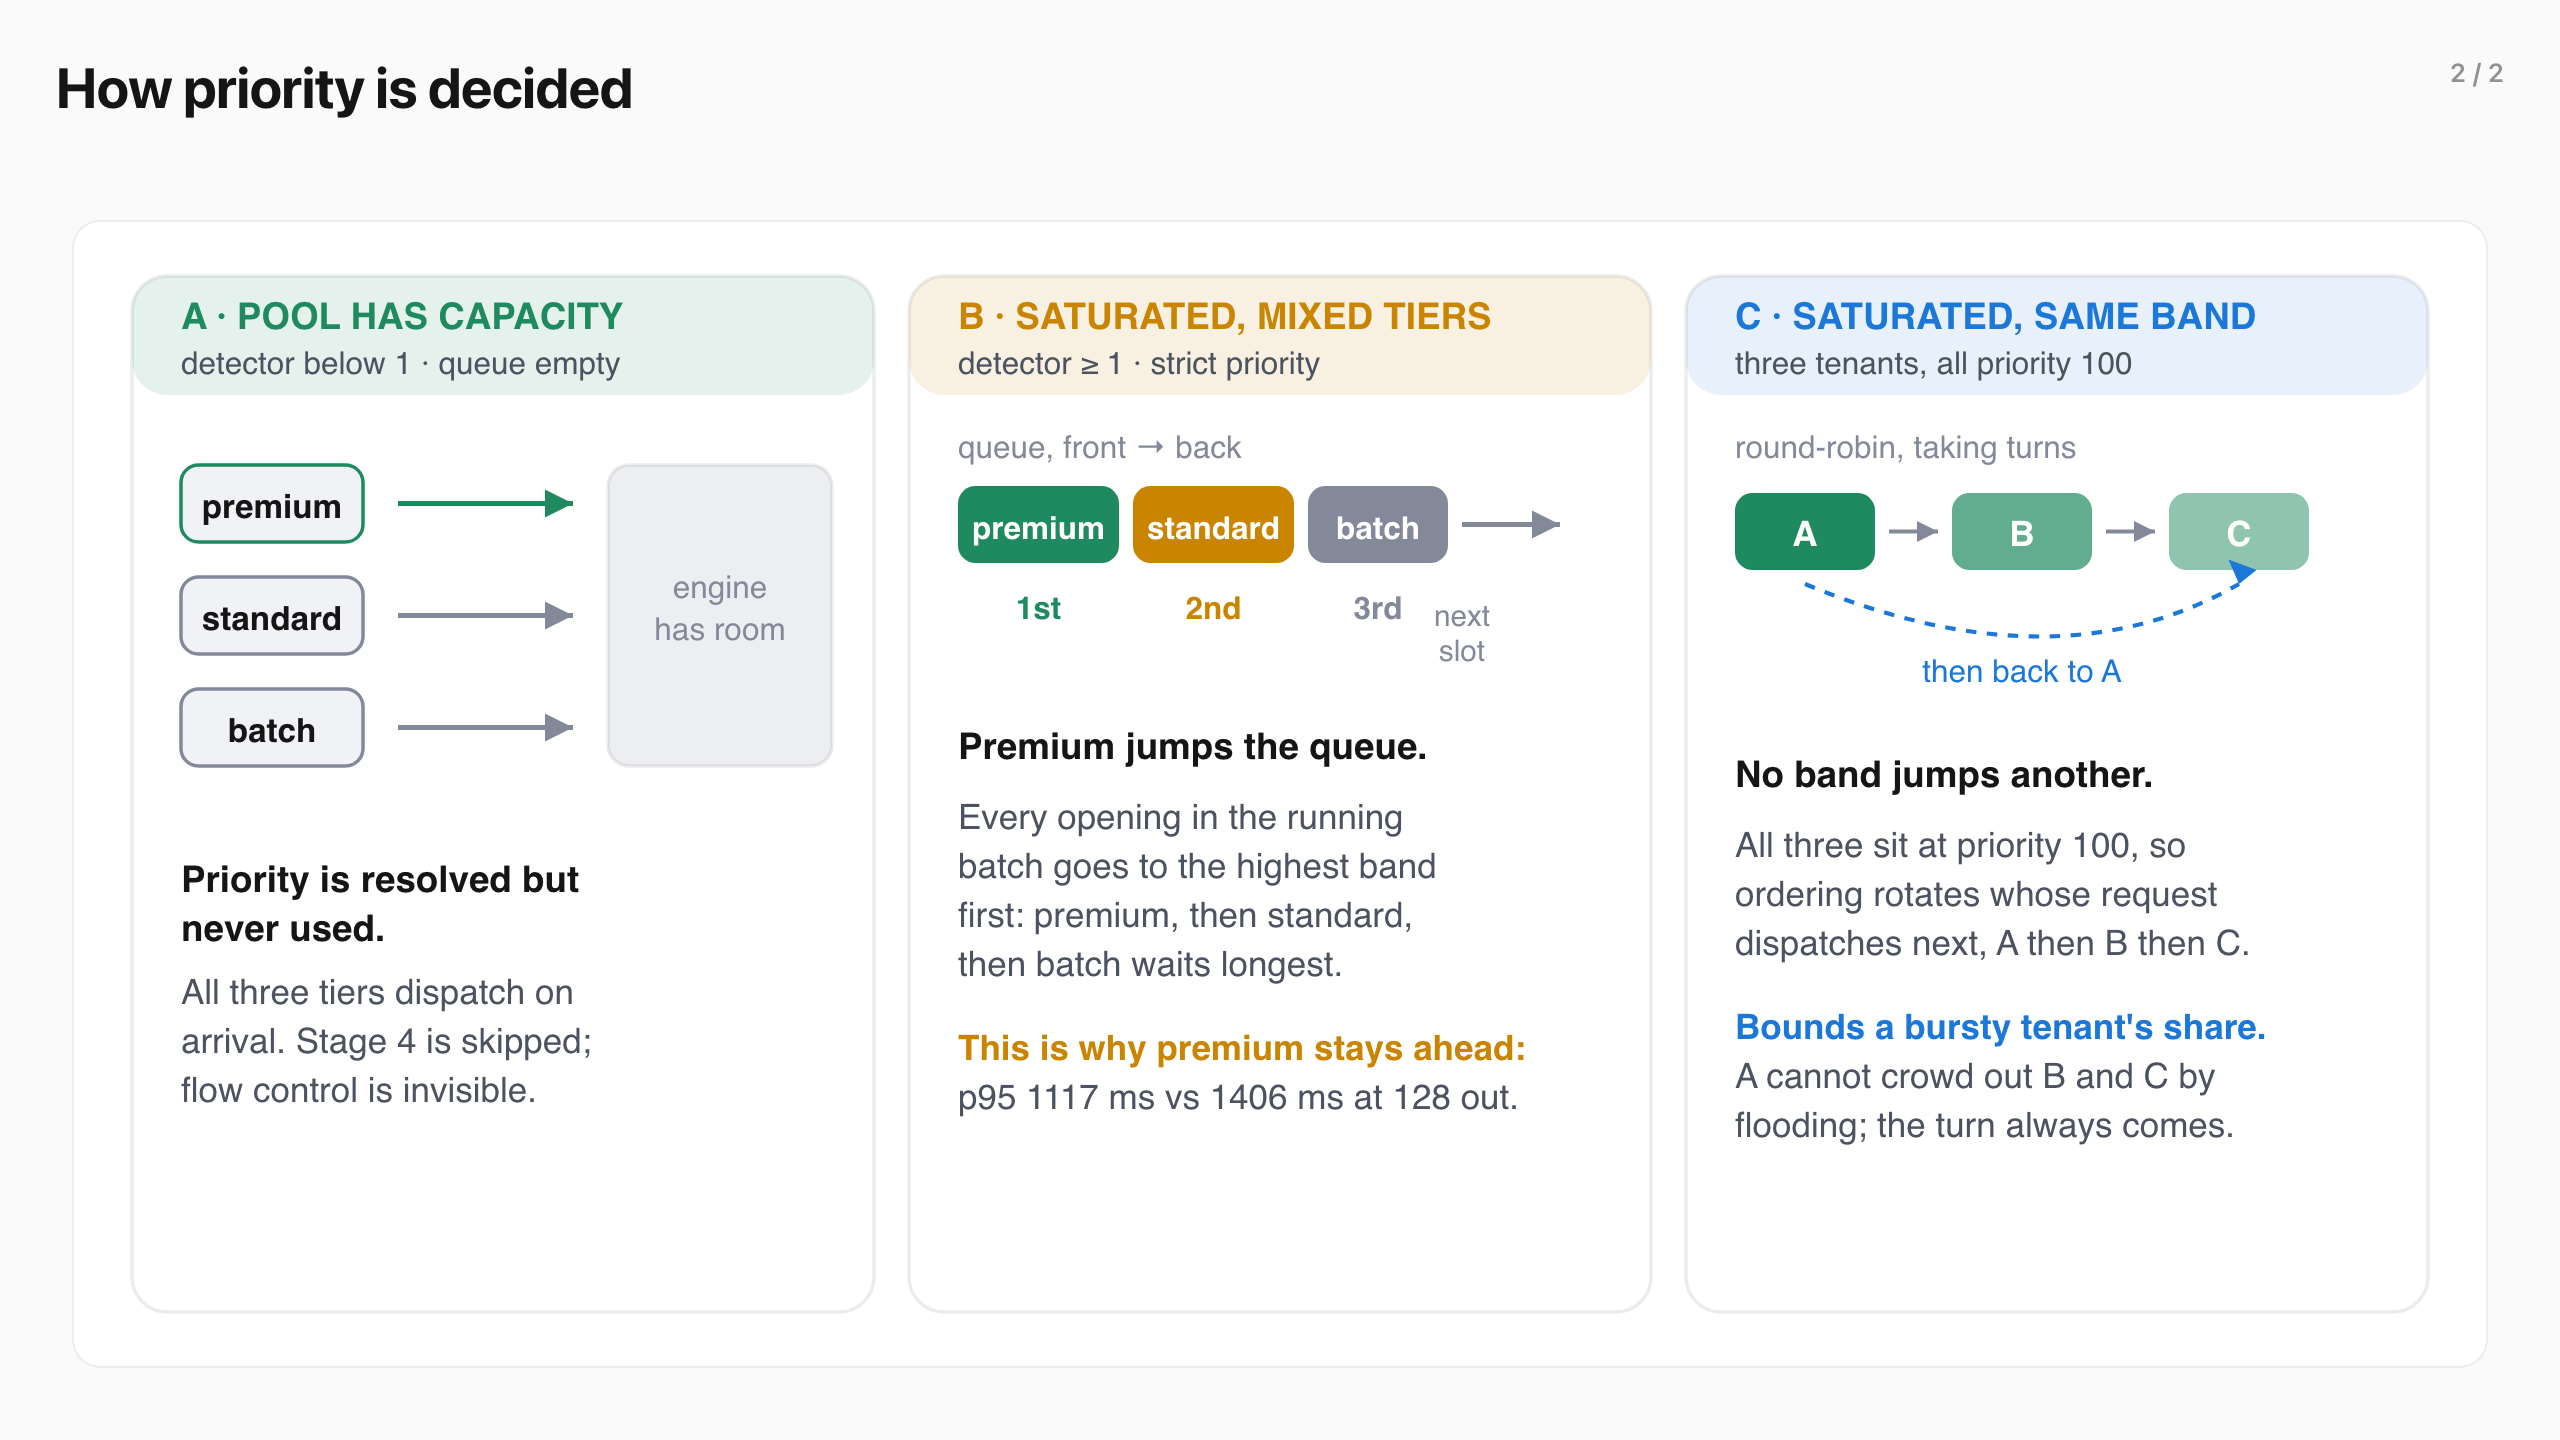 How priority is decided
2 / 2
A · POOL HAS CAPACITY
detector below 1 · queue empty
premium
standard
batch
engine
has room
Priority is resolved but
never used.
All three tiers dispatch on
arrival. Stage 4 is skipped;
flow control is invisible.
B · SATURATED, MIXED TIERS
detector ≥ 1 · strict priority
queue, front → back
premium
standard
batch
1st
2nd
3rd
next
slot
Premium jumps the queue.
Every opening in the running
batch goes to the highest band
first: premium, then standard,
then batch waits longest.
This is why premium stays ahead:
p95 1117 ms vs 1406 ms at 128 out.
C · SATURATED, SAME BAND
three tenants, all priority 100
round-robin, taking turns
A
B
C
then back to A
No band jumps another.
All three sit at priority 100, so
ordering rotates whose request
dispatches next, A then B then C.
Bounds a bursty tenant's share.
A cannot crowd out B and C by
flooding; the turn always comes.